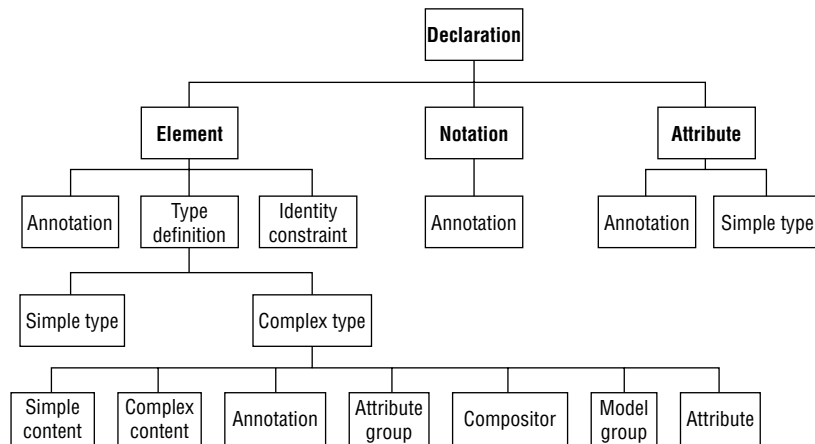 Declaration
Element
Notation
Attribute
Annotation
Type
definition
Identity
constraint
Annotation
Annotation
Simple type
Simple type
Complex type
Simple
content
Complex
content
Annotation
Attribute
group
Compositor
Model
group
Attribute